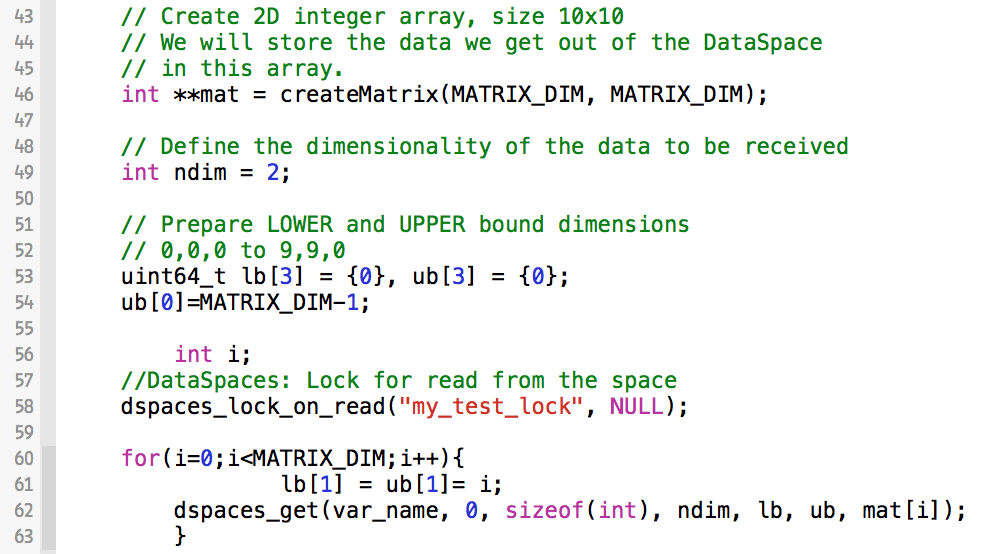 43 // Create 2D integer array, size 10x10
44 // We will store the data we get out of the DataSpace
45 // in this array.
46 int **mat = createMatrix(MATRIX_DIM, MATRIX_DIM);
47
48 // Define the dimensionality of the data to be received
49 int ndim = 2;
50
51 // Prepare LOWER and UPPER bound dimensions
52 // 0,0,0 to 9,9,0
53 uint64_t lb[3] = {0}, ub[3] = {0};
54 ub[0]=MATRIX_DIM-1;
55
56     int i;
57 //DataSpaces: Lock for read from the space
58 dspaces_lock_on_read("my_test_lock", NULL);
59
60 for(i=0;i<MATRIX_DIM;i++){
61             lb[1] = ub[1]= i;
62     dspaces_get(var_name, 0, sizeof(int), ndim, lb, ub, mat[i]);
63     }